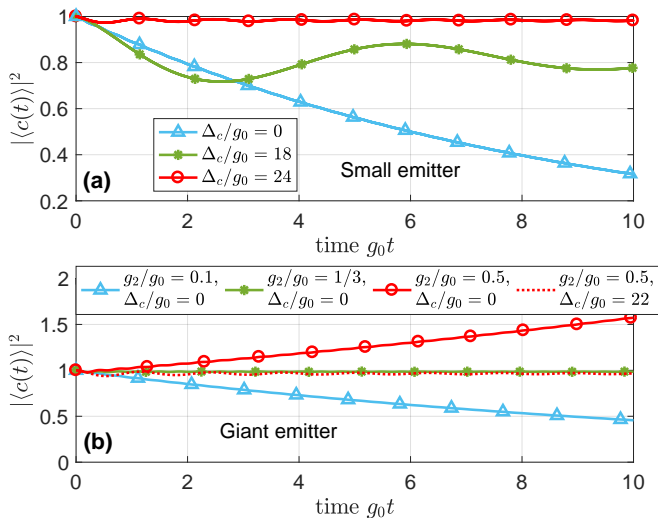 1
0.8
0.6
0.4
0.2
|⟨c(t)⟩|²
Δc/g0 = 0
Δc/g0 = 18
Δc/g0 = 24
(a)
Small emitter
0 2 4 6 8 10
time g0t
2
1.5
1
0.5
0
|⟨c(t)⟩|²
g2/g0 = 0.1, g2/g0 = 1/3, g2/g0 = 0.5, g2/g0 = 0.5,
Δc/g0 = 0 Δc/g0 = 0 Δc/g0 = 0 Δc/g0 = 22
(b)
Giant emitter
0 2 4 6 8 10
time g0t